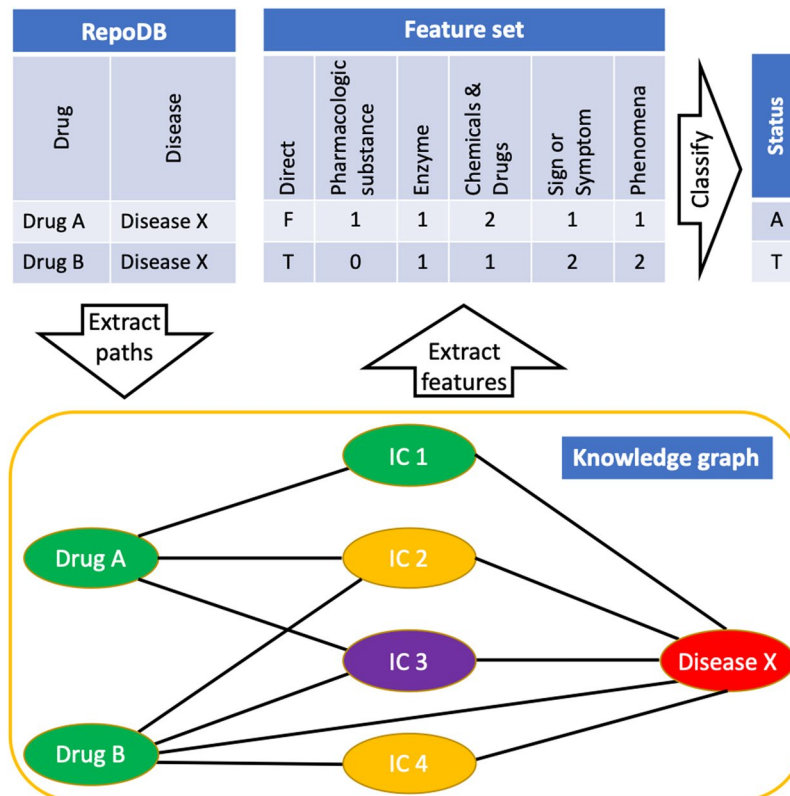 RepoDB
Drug
Disease
Drug A Disease X
Drug B Disease X
Feature set
Direct
Pharmacologic
substance
Enzyme
Chemicals &
Drugs
Sign or
Symptom
Phenomena
F 1 1 2 1 1
T 0 1 1 2 2
Classify
Status
A
T
Extract
paths
Extract
features
Knowledge graph
IC 1
Drug A
IC 2
IC 3
Disease X
Drug B
IC 4